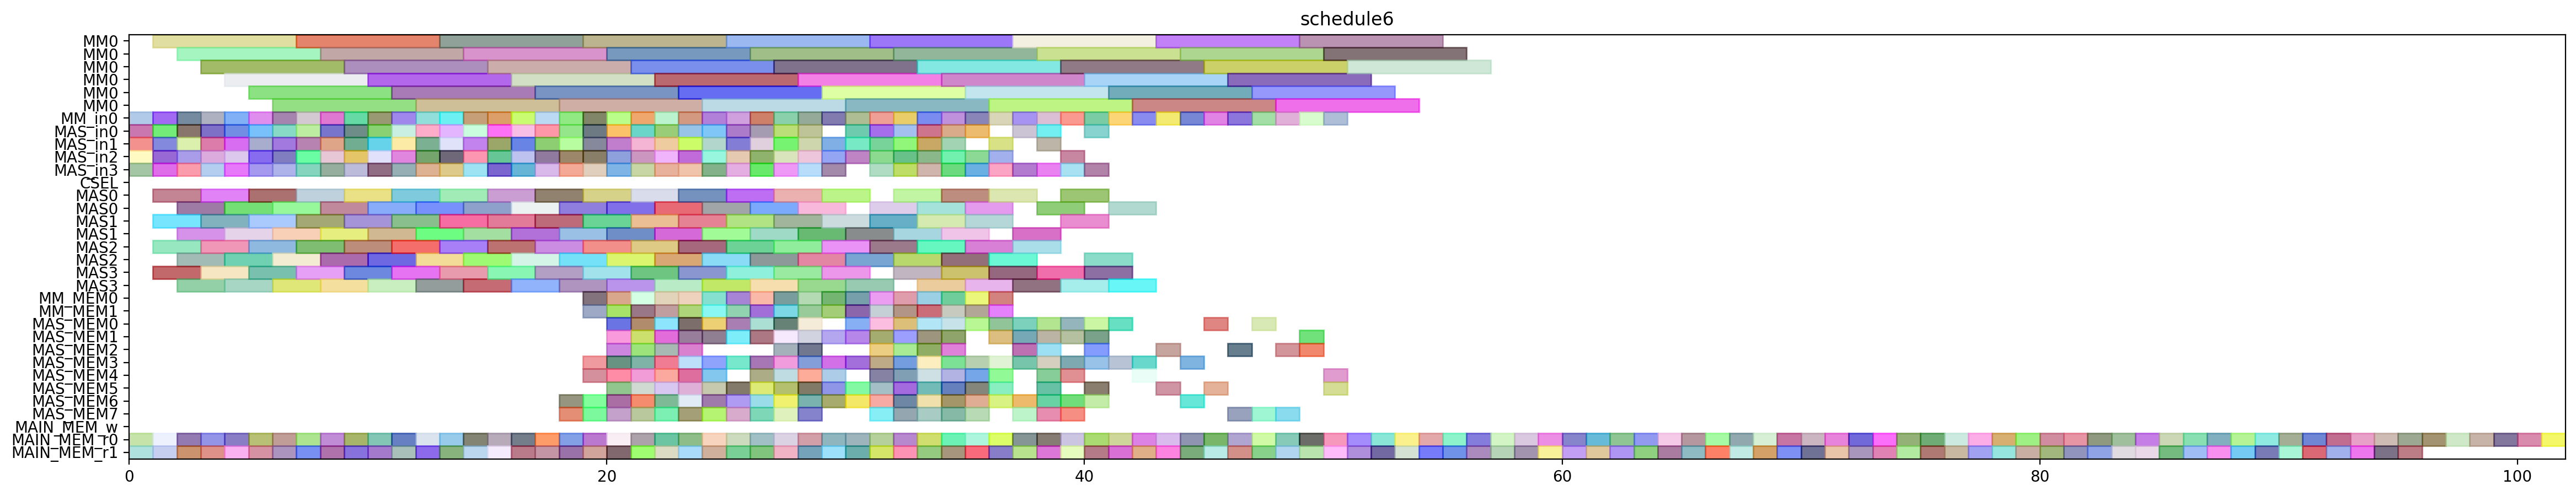 schedule6
MM0
MM0
MM0
MM0
MM0
MM0
MM_in0
MAS_in0
MAS_in1
MAS_in2
MAS_in3
CSEL
MAS0
MAS0
MAS1
MAS1
MAS2
MAS2
MAS3
MAS3
MM_MEM0
MM_MEM1
MAS_MEM0
MAS_MEM1
MAS_MEM2
MAS_MEM3
MAS_MEM4
MAS_MEM5
MAS_MEM6
MAS_MEM7
MAIN_MEM_w
MAIN_MEM_r0
MAIN_MEM_r1
0 20 40 60 80 100